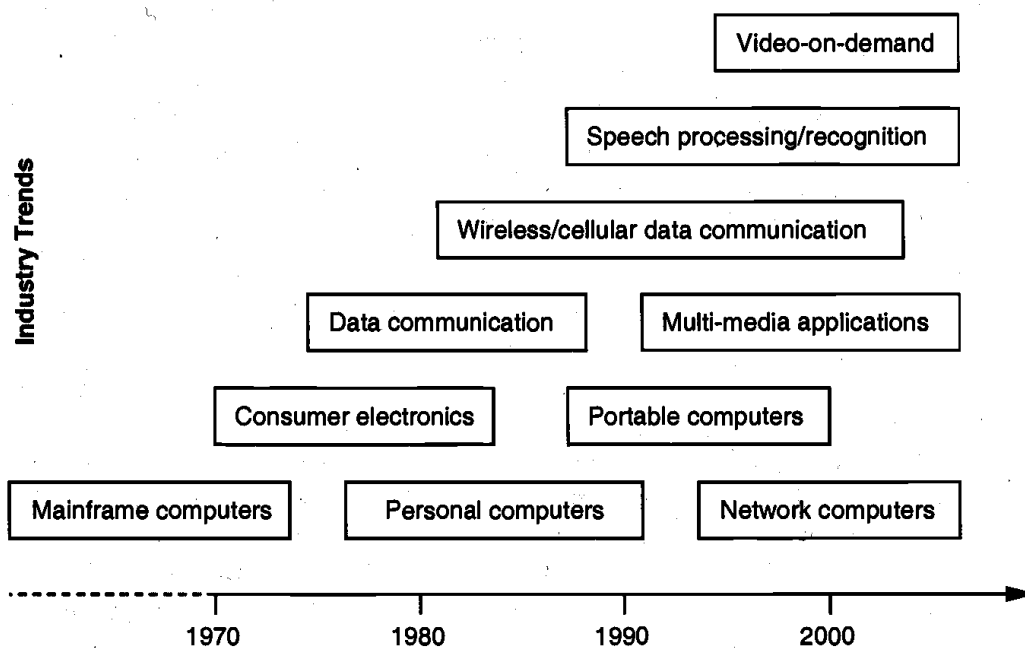 Video-on-demand
Speech processing/recognition
Wireless/cellular data communication
Industry Trends
Data communication
Multi-media applications
Consumer electronics
Portable computers
Mainframe computers
Personal computers
Network computers
1970
1980
1990
2000